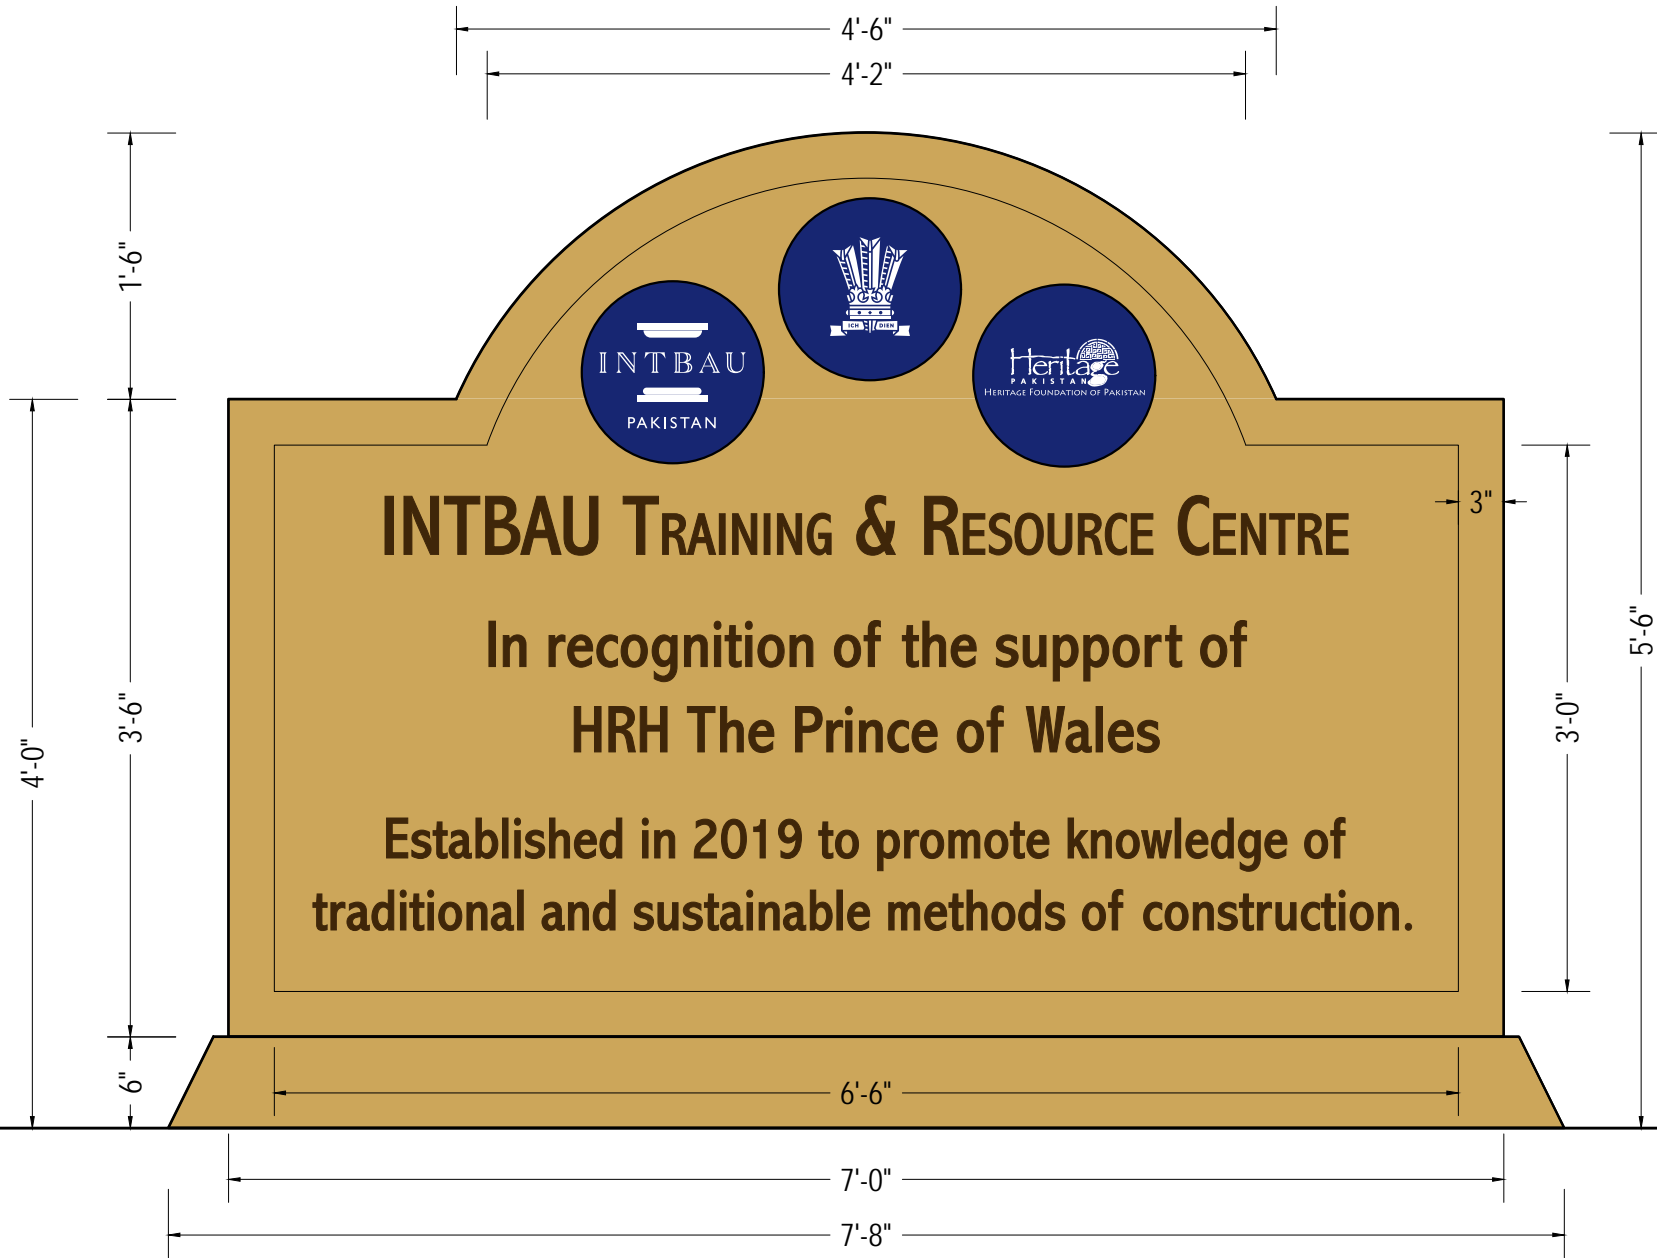 4'-6"
4'-2"
1'-6"
ICH DIEN
INTBAU
PAKISTAN
Heritage
PAKISTAN
HERITAGE FOUNDATION OF PAKISTAN
INTBAU TRAINING & RESOURCE CENTRE
3"
In recognition of the support of
HRH The Prince of Wales
5'-6"
3'-6"
3'-0"
4'-0"
Established in 2019 to promote knowledge of
traditional and sustainable methods of construction.
6"
6'-6"
7'-0"
7'-8"